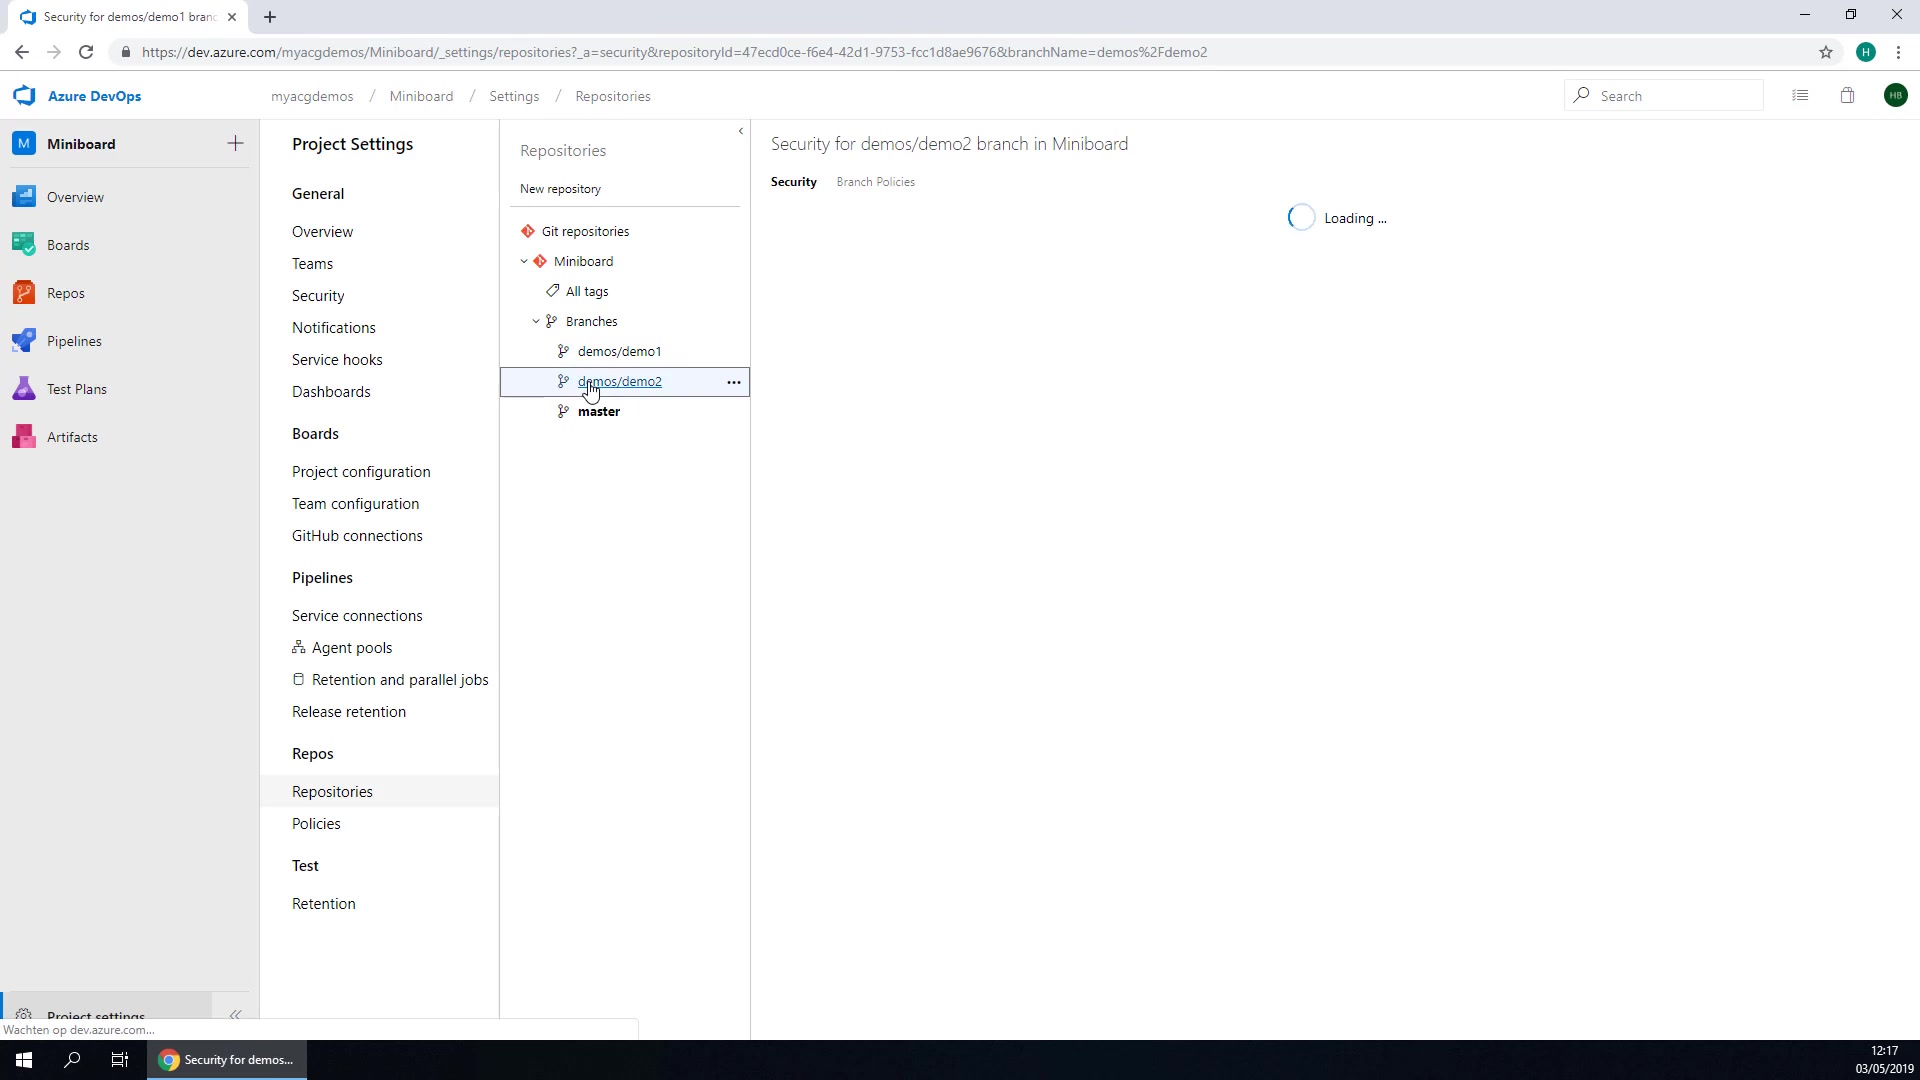 Security for demos/demo1 branc
https://dev.azure.com/myacgdemos/Miniboard/_settings/repositories?_a=security&repositoryId=47ecd0ce-f6e4-42d1-9753-fcc1d8ae9676&branchName=demos%2Fdemo2
H
Azure DevOps
myacgdemos / Miniboard / Settings / Repositories
Search
HB
M Miniboard
Overview
Boards
Repos
Pipelines
Test Plans
Artifacts
Project settings
Project Settings
General
Overview
Teams
Security
Notifications
Service hooks
Dashboards
Boards
Project configuration
Team configuration
GitHub connections
Pipelines
Service connections
Agent pools
Retention and parallel jobs
Release retention
Repos
Repositories
Policies
Test
Retention
Repositories
New repository
Git repositories
Miniboard
All tags
Branches
demos/demo1
demos/demo2
master
Security for demos/demo2 branch in Miniboard
Security Branch Policies
Loading ...
Wachten op dev.azure.com...
Security for demos...
12:17
03/05/2019